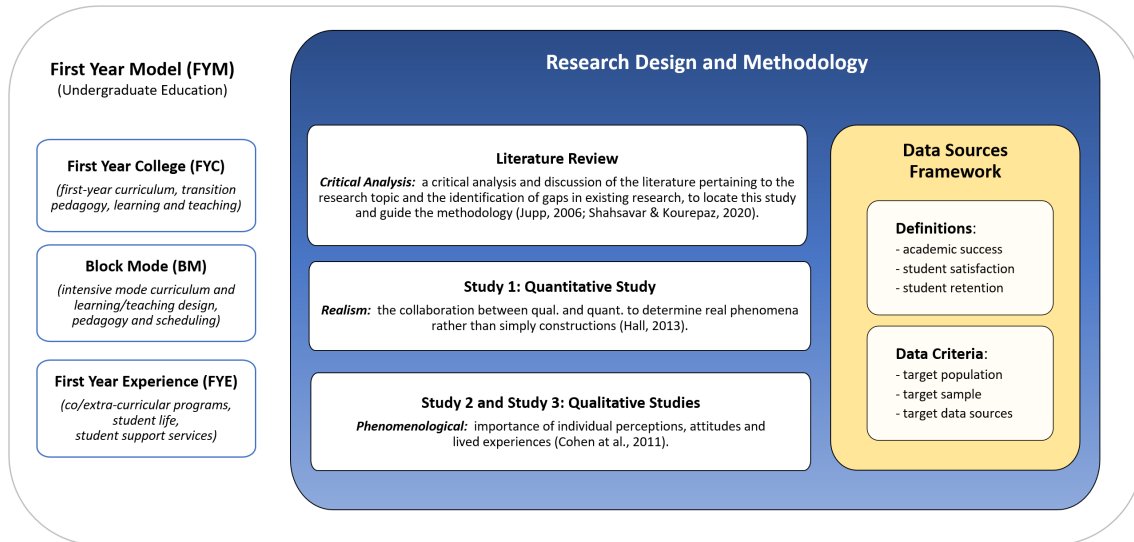 First Year Model (FYM)
(Undergraduate Education)
First Year College (FYC)
(first-year curriculum, transition
pedagogy, learning and teaching)
Block Mode (BM)
(intensive mode curriculum and
learning/teaching design,
pedagogy and scheduling)
First Year Experience (FYE)
(co/extra-curricular programs,
student life,
student support services)
Research Design and Methodology
Literature Review
Critical Analysis: a critical analysis and discussion of the literature pertaining to the
research topic and the identification of gaps in existing research, to locate this study
and guide the methodology (Jupp, 2006; Shahsavar & Kourepaz, 2020).
Study 1: Quantitative Study
Realism: the collaboration between qual. and quant. to determine real phenomena
rather than simply constructions (Hall, 2013).
Study 2 and Study 3: Qualitative Studies
Phenomenological: importance of individual perceptions, attitudes and
lived experiences (Cohen at al., 2011).
Data Sources
Framework
Definitions:
- academic success
- student satisfaction
- student retention
Data Criteria:
- target population
- target sample
- target data sources